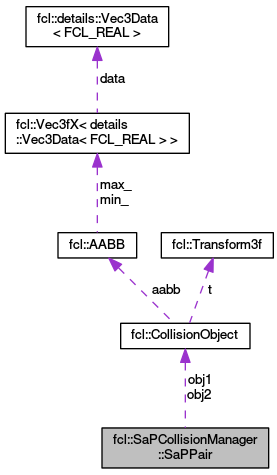 fcl::details::Vec3Data
< FCL_REAL >
data
fcl::Vec3fX< details
::Vec3Data< FCL_REAL > >
max_
min_
fcl::AABB
fcl::Transform3f
aabb
t
fcl::CollisionObject
obj1
obj2
fcl::SaPCollisionManager
::SaPPair